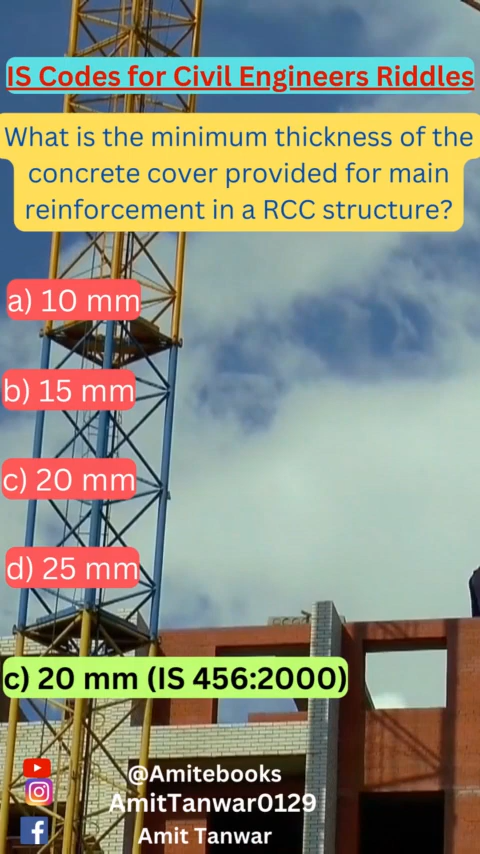 IS Codes for Civil Engineers Riddles
What is the minimum thickness of the
concrete cover provided for main
reinforcement in a RCC structure?
a) 10 mm
b) 15 mm
c) 20 mm
d) 25 mm
c) 20 mm (IS 456:2000)
@Amitebooks
AmitTanwar0129
Amit Tanwar